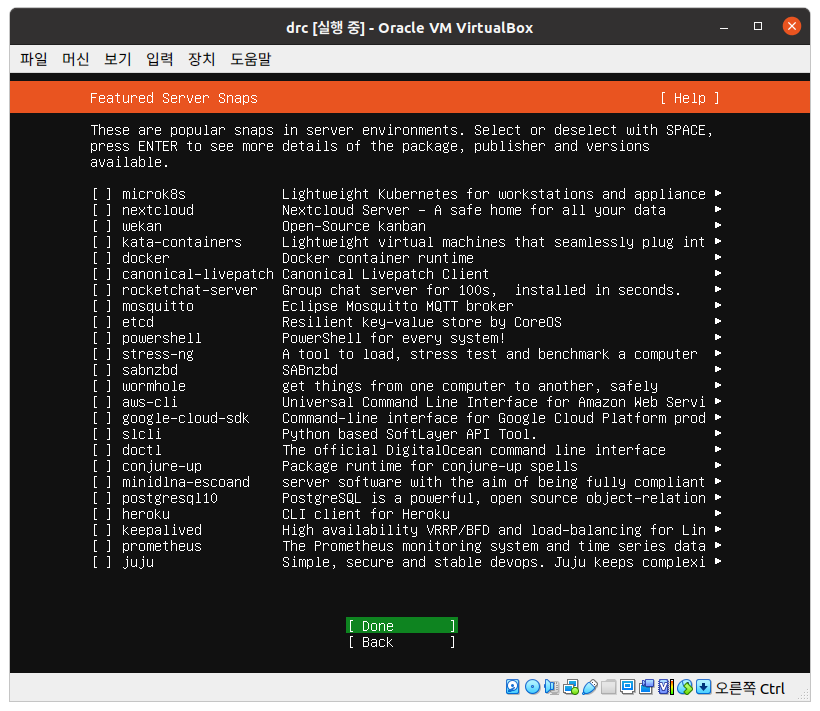 drc [실행 중] - Oracle VM VirtualBox
파일 머신 보기 입력 장치 도움말
Featured Server Snaps [ Help ]
These are popular snaps in server environments. Select or deselect with SPACE,
press ENTER to see more details of the package, publisher and versions
available.
[ ] microk8s Lightweight Kubernetes for workstations and appliance ▸
[ ] nextcloud Nextcloud Server - A safe home for all your data ▸
[ ] wekan Open-Source kanban ▸
[ ] kata-containers Lightweight virtual machines that seamlessly plug int ▸
[ ] docker Docker container runtime ▸
[ ] canonical-livepatch Canonical Livepatch Client ▸
[ ] rocketchat-server Group chat server for 100s, installed in seconds. ▸
[ ] mosquitto Eclipse Mosquitto MQTT broker ▸
[ ] etcd Resilient key-value store by CoreOS ▸
[ ] powershell PowerShell for every system! ▸
[ ] stress-ng A tool to load, stress test and benchmark a computer ▸
[ ] sabnzbd SABnzbd ▸
[ ] wormhole get things from one computer to another, safely ▸
[ ] aws-cli Universal Command Line Interface for Amazon Web Servi ▸
[ ] google-cloud-sdk Command-line interface for Google Cloud Platform prod ▸
[ ] slcli Python based SoftLayer API Tool. ▸
[ ] doctl The official DigitalOcean command line interface ▸
[ ] conjure-up Package runtime for conjure-up spells ▸
[ ] minidlna-escoand server software with the aim of being fully compliant ▸
[ ] postgresql10 PostgreSQL is a powerful, open source object-relation ▸
[ ] heroku CLI client for Heroku ▸
[ ] keepalived High availability VRRP/BFD and load-balancing for Lin ▸
[ ] prometheus The Prometheus monitoring system and time series data ▸
[ ] juju Simple, secure and stable devops. Juju keeps complexi ▸
[ Done ]
[ Back ]
오른쪽 Ctrl